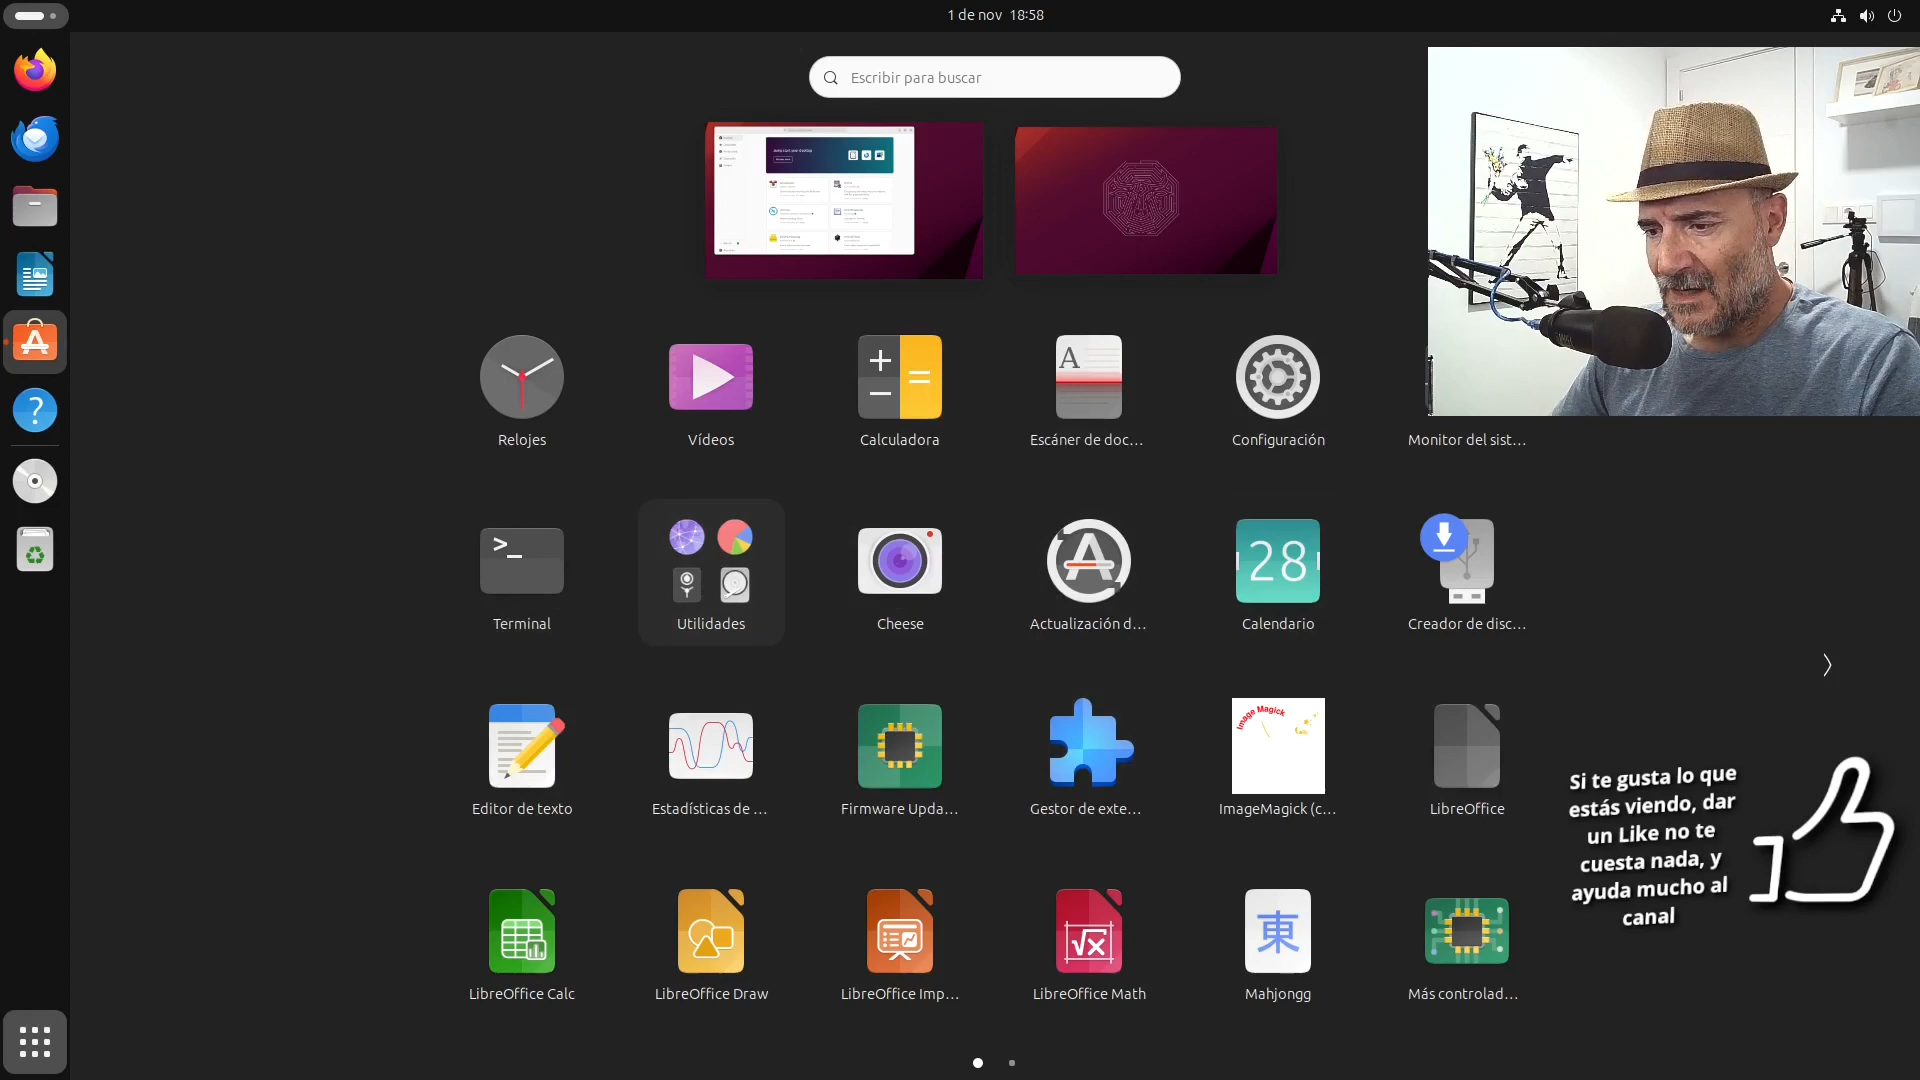 1 de nov 18:58
Escribir para buscar
Relojes
Vídeos
Calculadora
A
Escáner de doc...
Configuración
Monitor del sist...
>_
Terminal
Utilidades
Cheese
Actualización d...
28
Calendario
Creador de disc...
Editor de texto
Estadísticas de ...
Firmware Upda...
Gestor de exte...
Image Magick
ImageMagick (c...
LibreOffice
Si te gusta lo que
estás viendo, dar
un Like no te
cuesta nada, y
ayuda mucho al
canal
LibreOffice Calc
LibreOffice Draw
LibreOffice Imp...
√x
LibreOffice Math
東
Mahjongg
Más controlad...